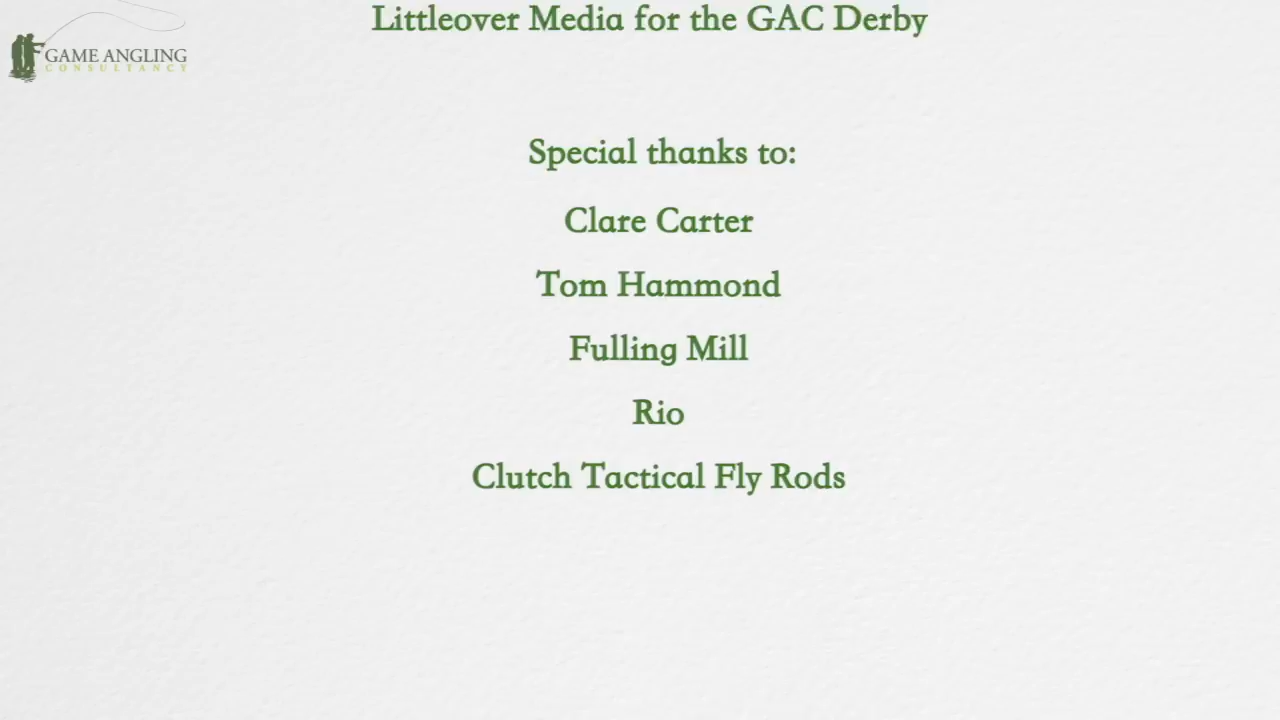 Littleover Media for the GAC Derby
GAME ANGLING
CONSULTANCY
Special thanks to:
Clare Carter
Tom Hammond
Fulling Mill
Rio
Clutch Tactical Fly Rods